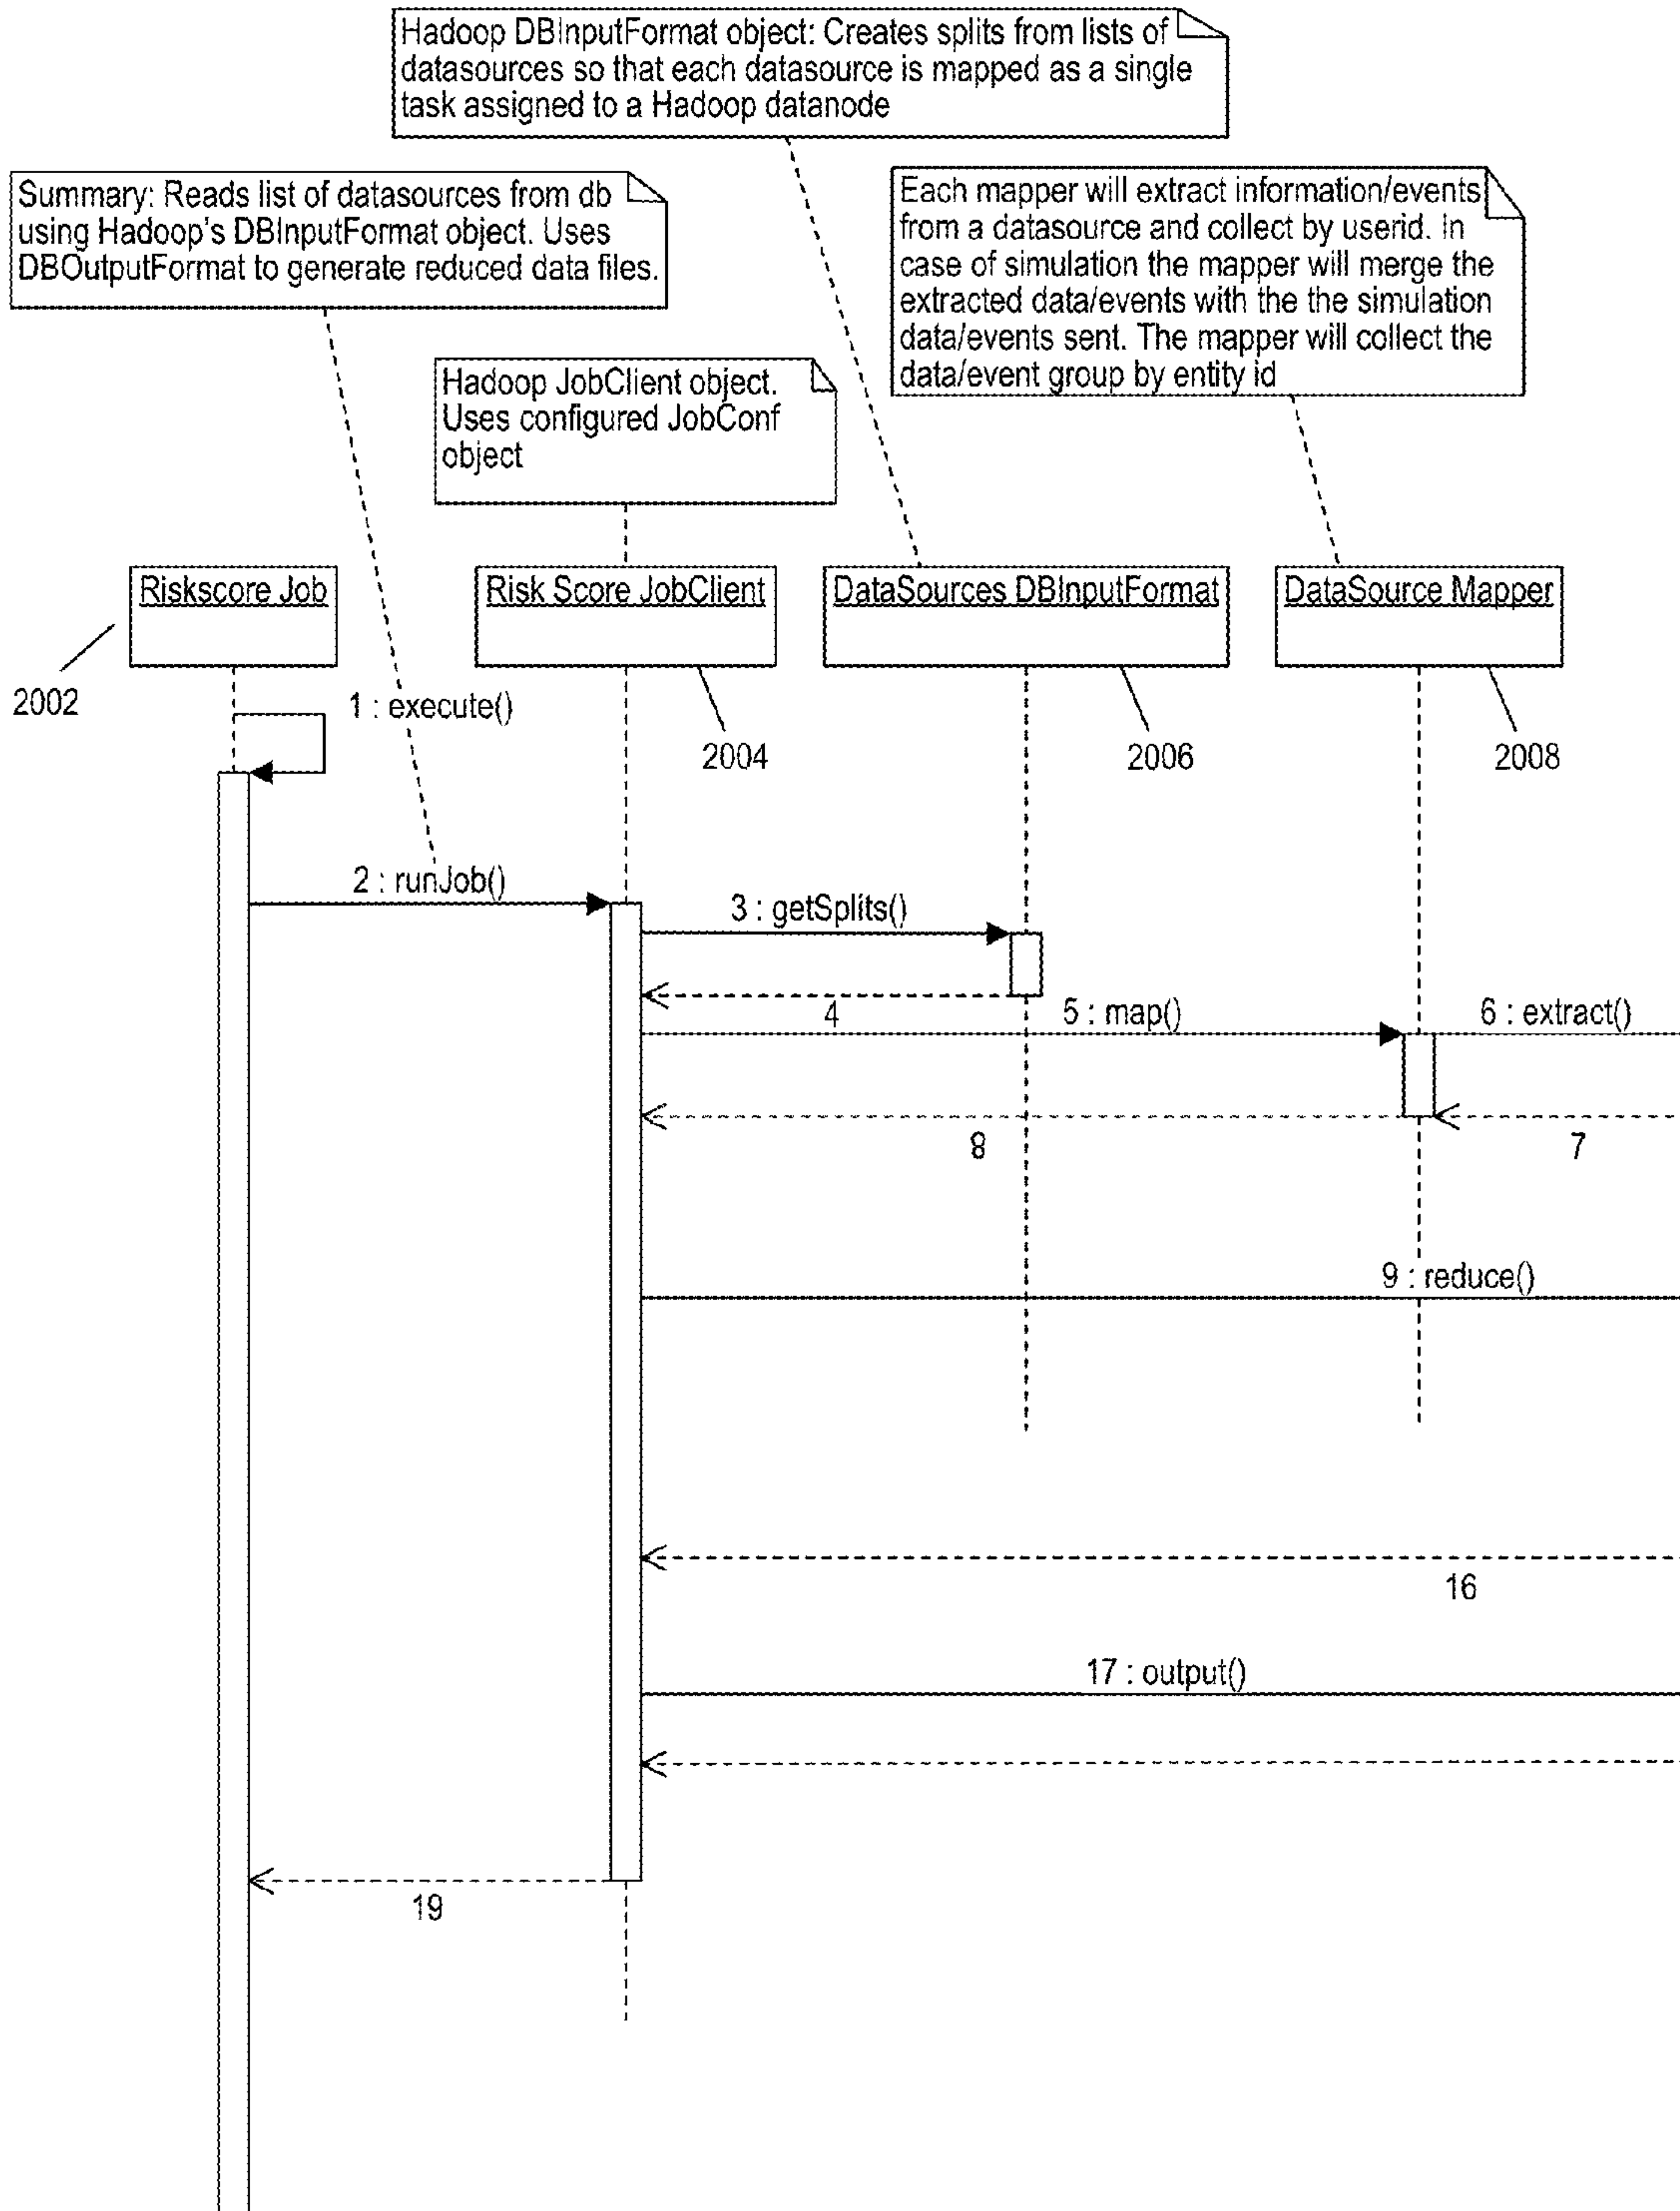 Hadoop DBInputFormat object: Creates splits from lists of
datasources so that each datasource is mapped as a single
task assigned to a Hadoop datanode
Summary: Reads list of datasources from db
using Hadoop's DBInputFormat object. Uses
DBOutputFormat to generate reduced data files.
Each mapper will extract information/events
from a datasource and collect by userid. In
case of simulation the mapper will merge the
extracted data/events with the the simulation
data/events sent. The mapper will collect the
data/event group by entity id
Hadoop JobClient object.
Uses configured JobConf
object
Riskscore Job
Risk Score JobClient
DataSources DBInputFormat
DataSource Mapper
2002
2004
2006
2008
1 : execute()
2 : runJob()
3 : getSplits()
4
5 : map()
6 : extract()
8
7
9 : reduce()
16
17 : output()
19